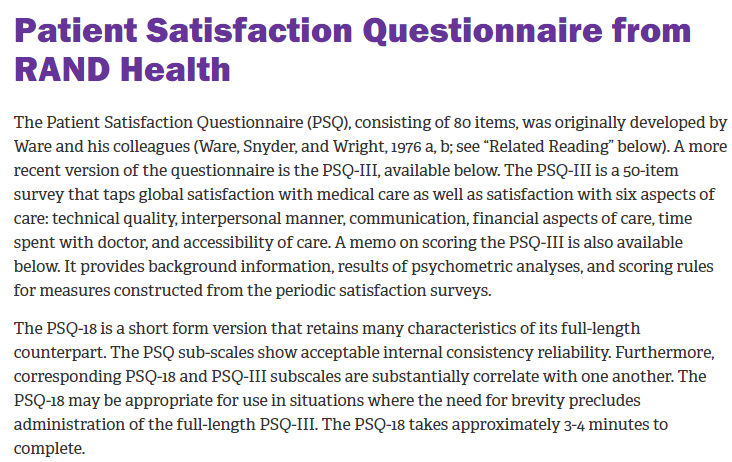 Patient Satisfaction Questionnaire from
RAND Health
The Patient Satisfaction Questionnaire (PSQ), consisting of 80 items, was originally developed by
Ware and his colleagues (Ware, Snyder, and Wright, 1976 a, b; see “Related Reading” below). A more
recent version of the questionnaire is the PSQ-III, available below. The PSQ-III is a 50-item
survey that taps global satisfaction with medical care as well as satisfaction with six aspects of
care: technical quality, interpersonal manner, communication, financial aspects of care, time
spent with doctor, and accessibility of care. A memo on scoring the PSQ-III is also available
below. It provides background information, results of psychometric analyses, and scoring rules
for measures constructed from the periodic satisfaction surveys.
The PSQ-18 is a short form version that retains many characteristics of its full-length
counterpart. The PSQ sub-scales show acceptable internal consistency reliability. Furthermore,
corresponding PSQ-18 and PSQ-III subscales are substantially correlate with one another. The
PSQ-18 may be appropriate for use in situations where the need for brevity precludes
administration of the full-length PSQ-III. The PSQ-18 takes approximately 3-4 minutes to
complete.